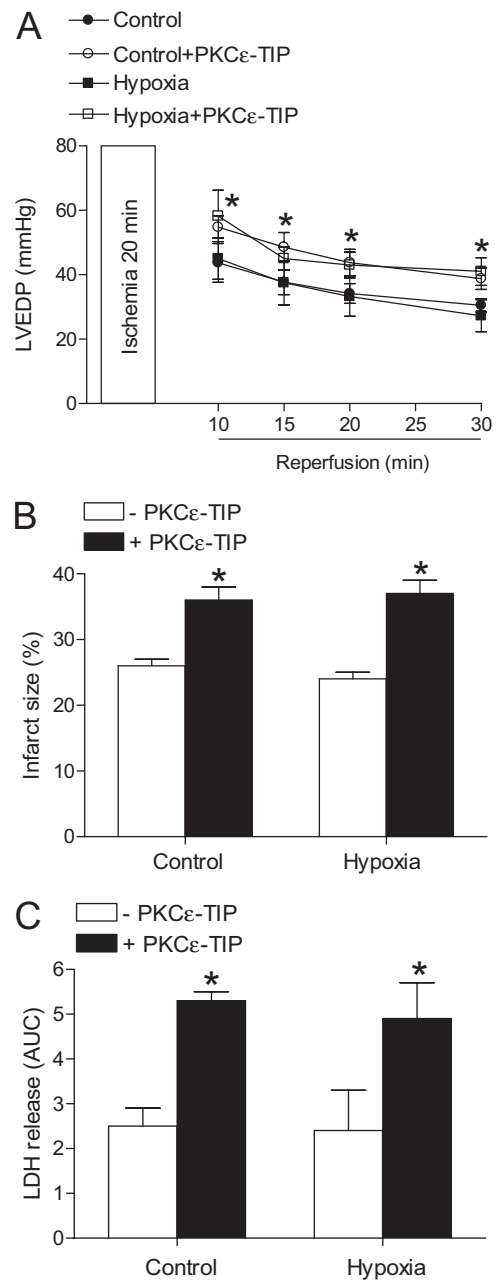 A
Control
Control+PKCε-TIP
Hypoxia
Hypoxia+PKCε-TIP
80
60
40
20
0
LVEDP (mmHg)
Ischemia 20 min
*
*
*
*
10
15
20
25
30
Reperfusion (min)
B
- PKCε-TIP
+ PKCε-TIP
40
30
20
10
0
Infarct size (%)
*
*
Control
Hypoxia
C
- PKCε-TIP
+ PKCε-TIP
6
5
4
3
2
1
0
LDH release (AUC)
*
*
Control
Hypoxia